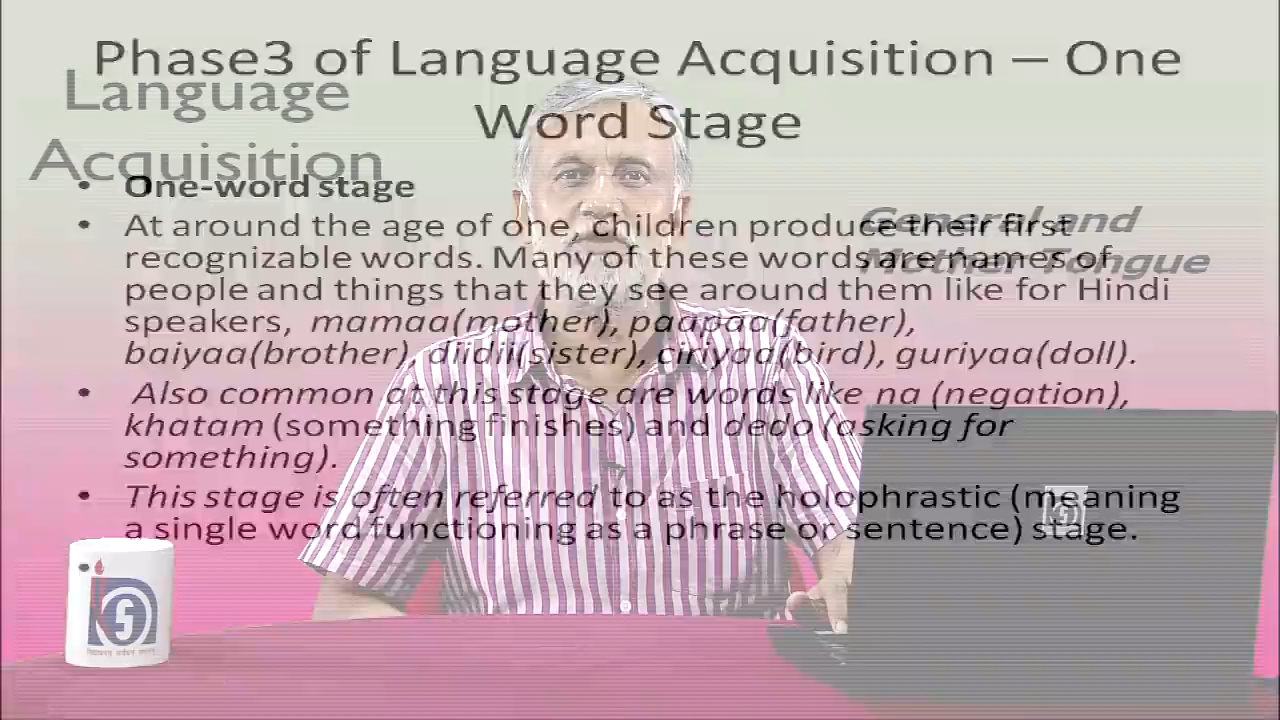 Phase3 of Language Acquisition – One
Word Stage
Language
Acquisition
General and
Mother Tongue
• One-word stage
• At around the age of one, children produce their first
recognizable words. Many of these words are names of
people and things that they see around them like for Hindi
speakers, mamaa(mother), paapaa(father),
baiyaa(brother), diidii(sister), ciriyaa(bird), guriyaa(doll).
• Also common at this stage are words like na (negation),
khatam (something finishes) and dedo (asking for
something).
• This stage is often referred to as the holophrastic (meaning
a single word functioning as a phrase or sentence) stage.